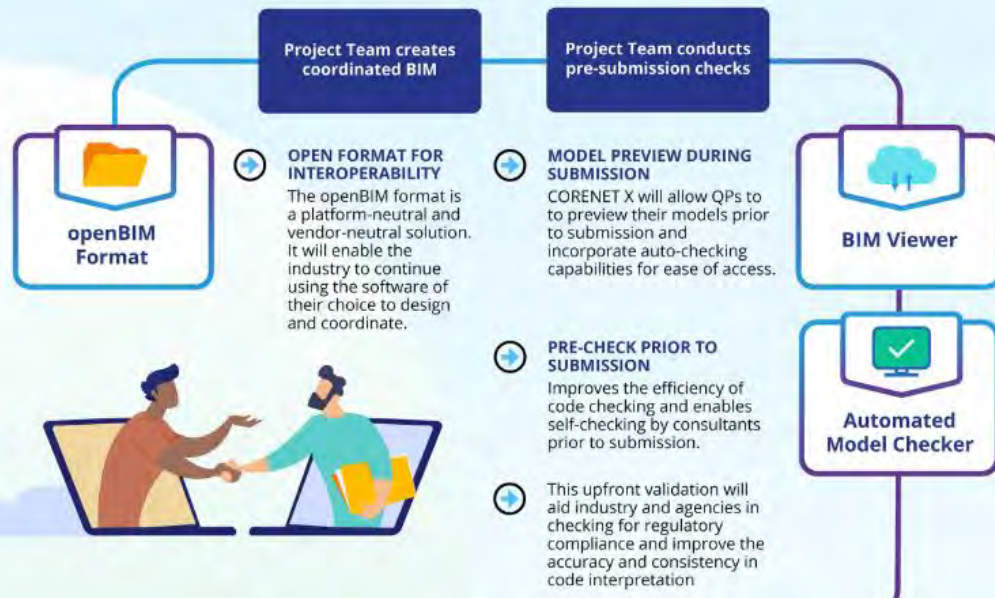 Project Team creates
coordinated BIM
Project Team conducts
pre-submission checks
openBIM
Format
OPEN FORMAT FOR
INTEROPERABILITY
The openBIM format is
a platform-neutral and
vendor-neutral solution.
It will enable the
industry to continue
using the software of
their choice to design
and coordinate.
MODEL PREVIEW DURING
SUBMISSION
CORENET X will allow QPs to
to preview their models prior
to submission and
incorporate auto-checking
capabilities for ease of access.
BIM Viewer
PRE-CHECK PRIOR TO
SUBMISSION
Improves the efficiency of
code checking and enables
self-checking by consultants
prior to submission.
Automated
Model Checker
This upfront validation will
aid industry and agencies in
checking for regulatory
compliance and improve the
accuracy and consistency in
code interpretation